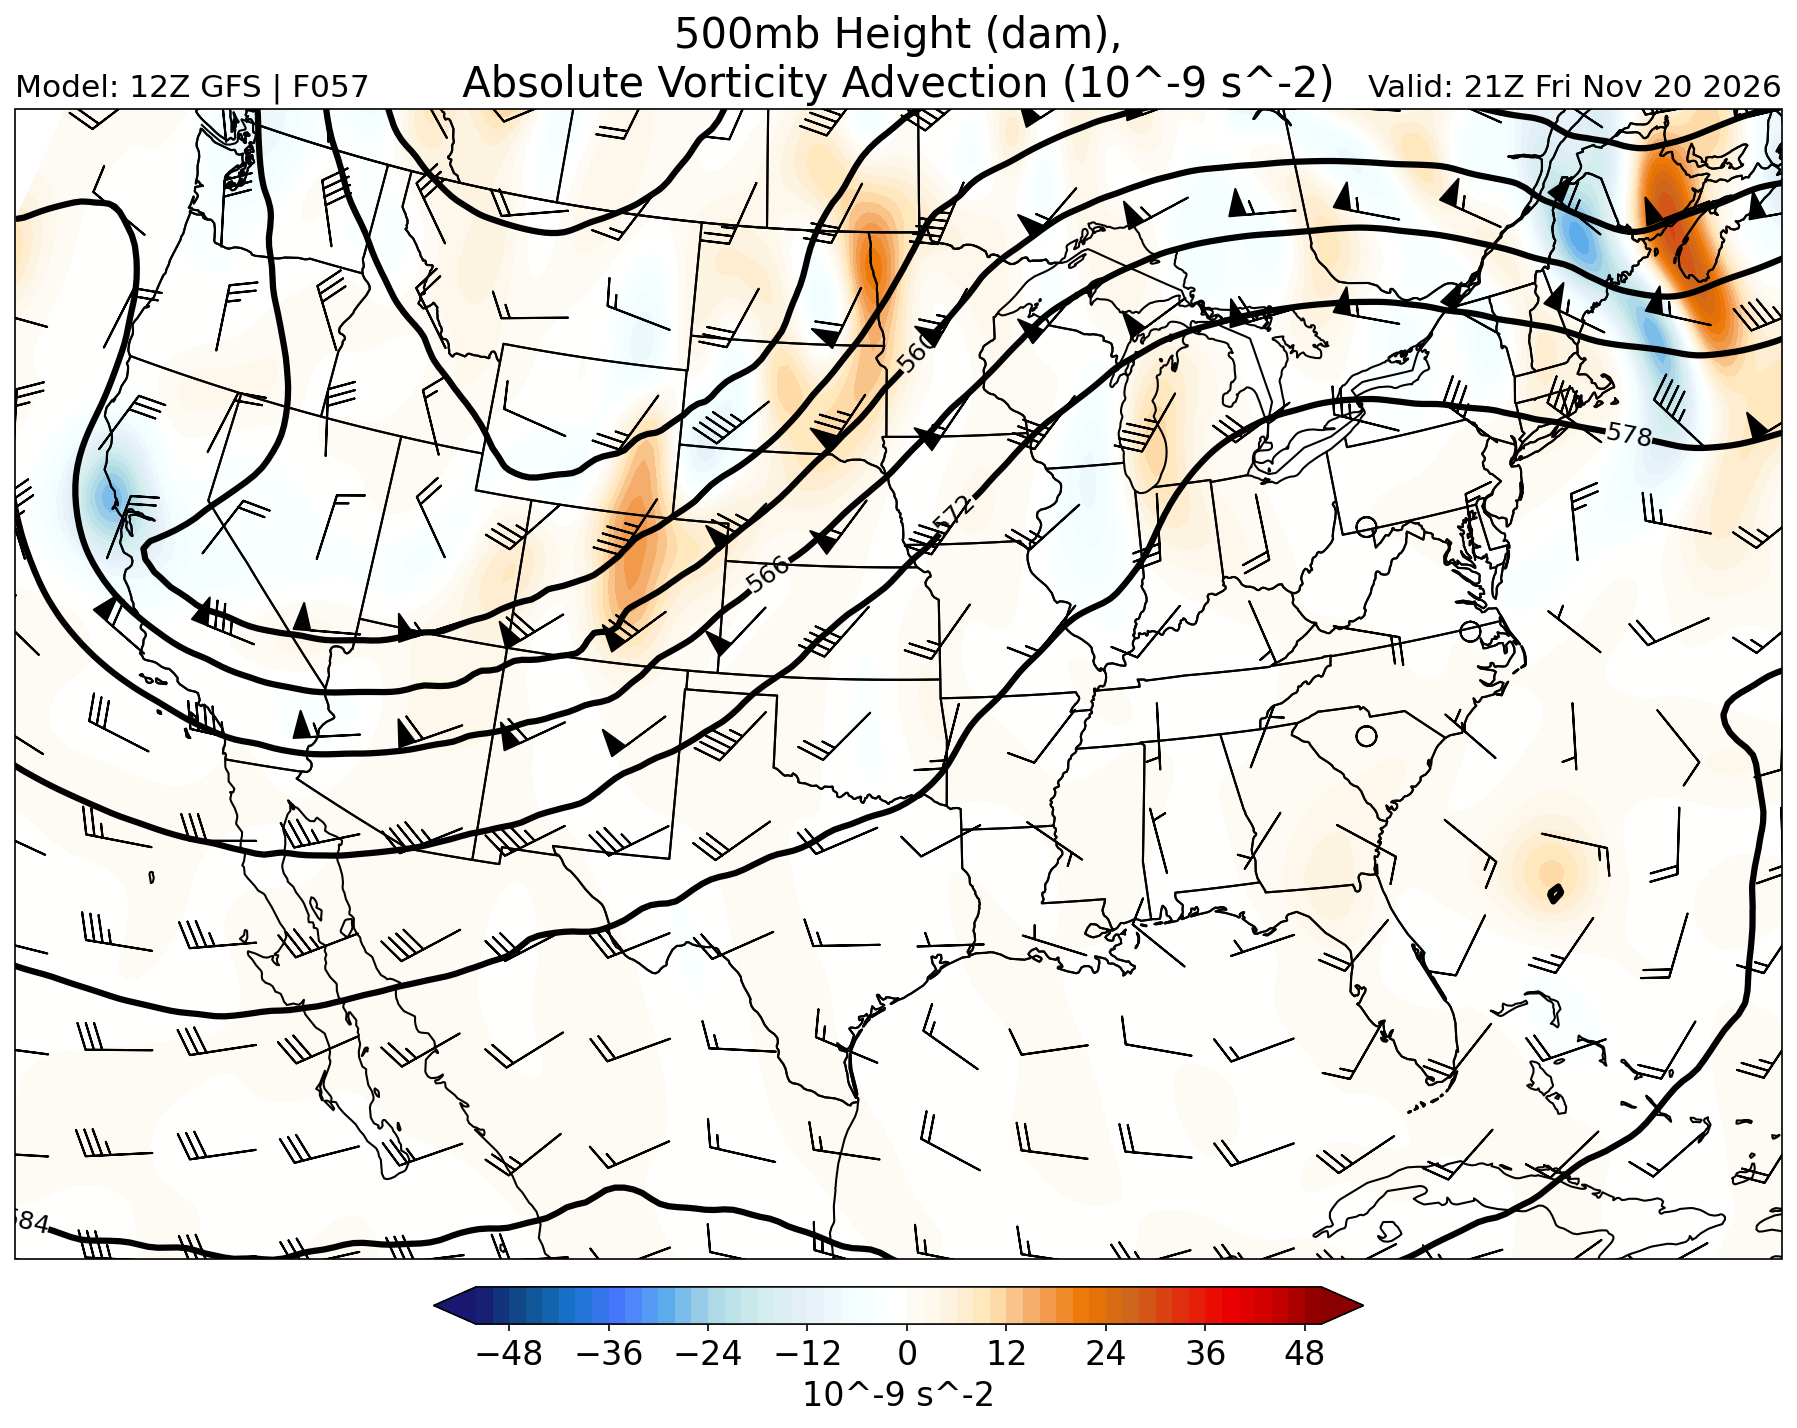 500mb Height (dam),
Model: 12Z GFS | F057
Absolute Vorticity Advection (10^-9 s^-2)
Valid: 21Z Fri Nov 20 2026
560
578
572
566
584
−48 −36 −24 −12 0 12 24 36 48
10^-9 s^-2